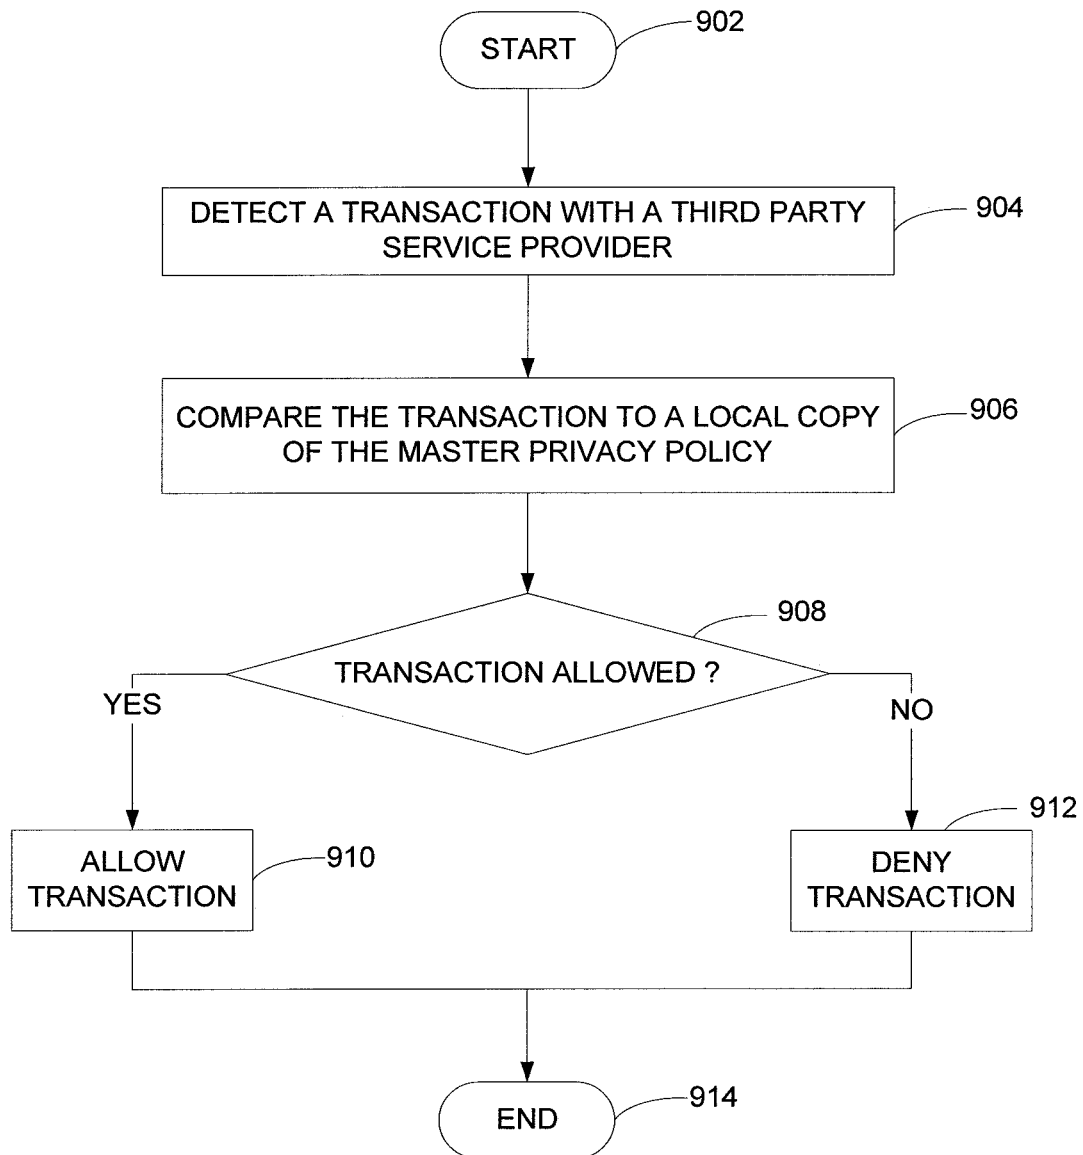 START
902
DETECT A TRANSACTION WITH A THIRD PARTY
SERVICE PROVIDER
904
COMPARE THE TRANSACTION TO A LOCAL COPY
OF THE MASTER PRIVACY POLICY
906
908
TRANSACTION ALLOWED ?
YES
NO
ALLOW
TRANSACTION
910
912
DENY
TRANSACTION
END
914